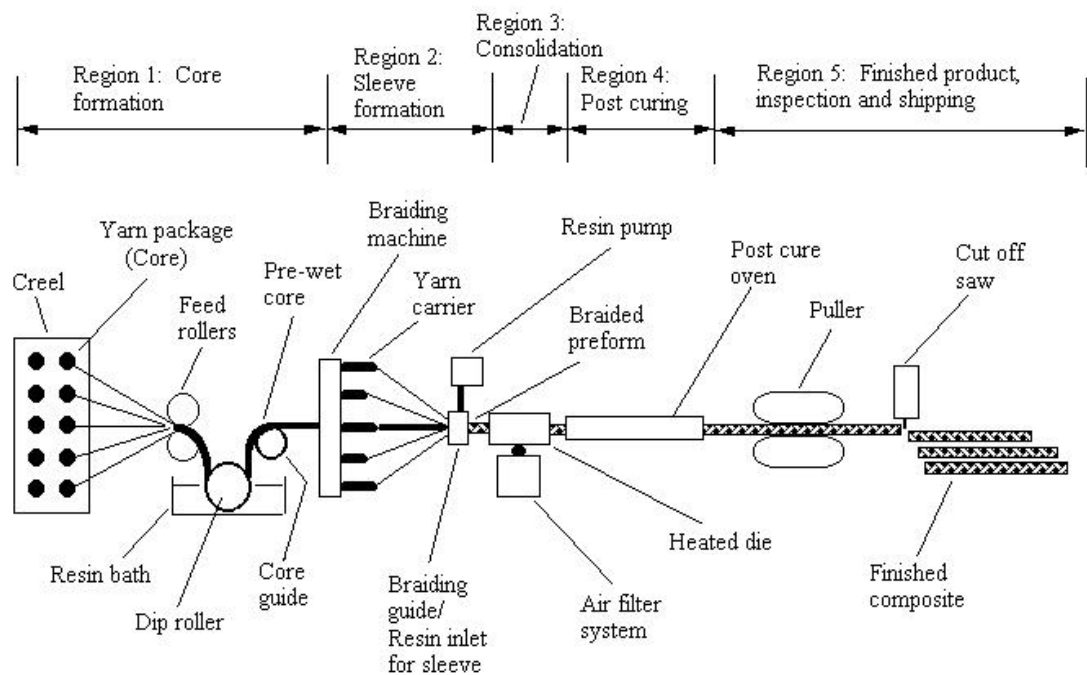 Region 1:  Core
formation
Region 2:
Sleeve
formation
Region 3:
Consolidation
Region 4:
Post curing
Region 5:  Finished product,
inspection and shipping
Creel
Yarn package
(Core)
Feed
rollers
Pre-wet
core
Braiding
machine
Yarn
carrier
Resin pump
Braided
preform
Post cure
oven
Puller
Cut off
saw
Resin bath
Dip roller
Core
guide
Braiding
guide/
Resin inlet
for sleeve
Air filter
system
Heated die
Finished
composite